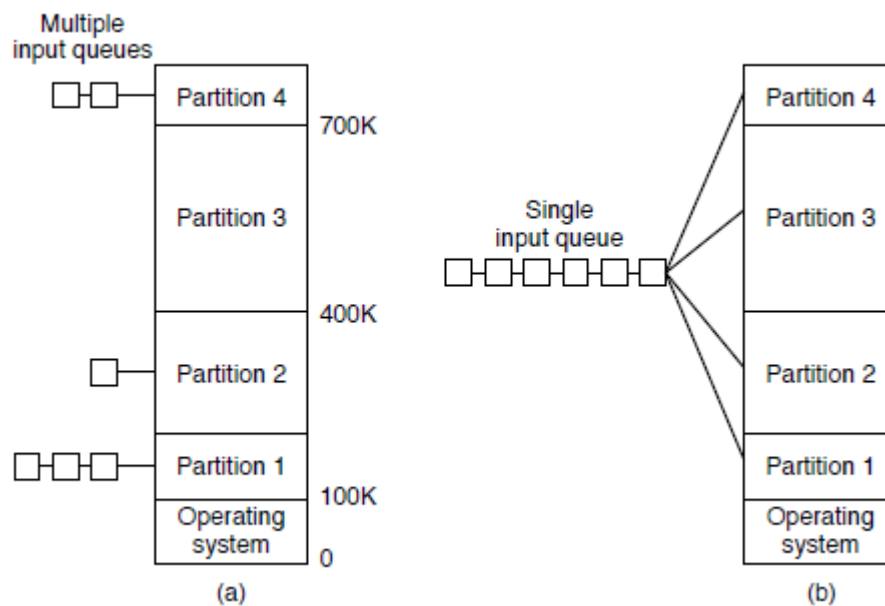 Multiple
input queues
Partition 4
700K
Partition 3
400K
Partition 2
Partition 1
100K
Operating
system
0
(a)
Single
input queue
Partition 4
Partition 3
Partition 2
Partition 1
Operating
system
(b)